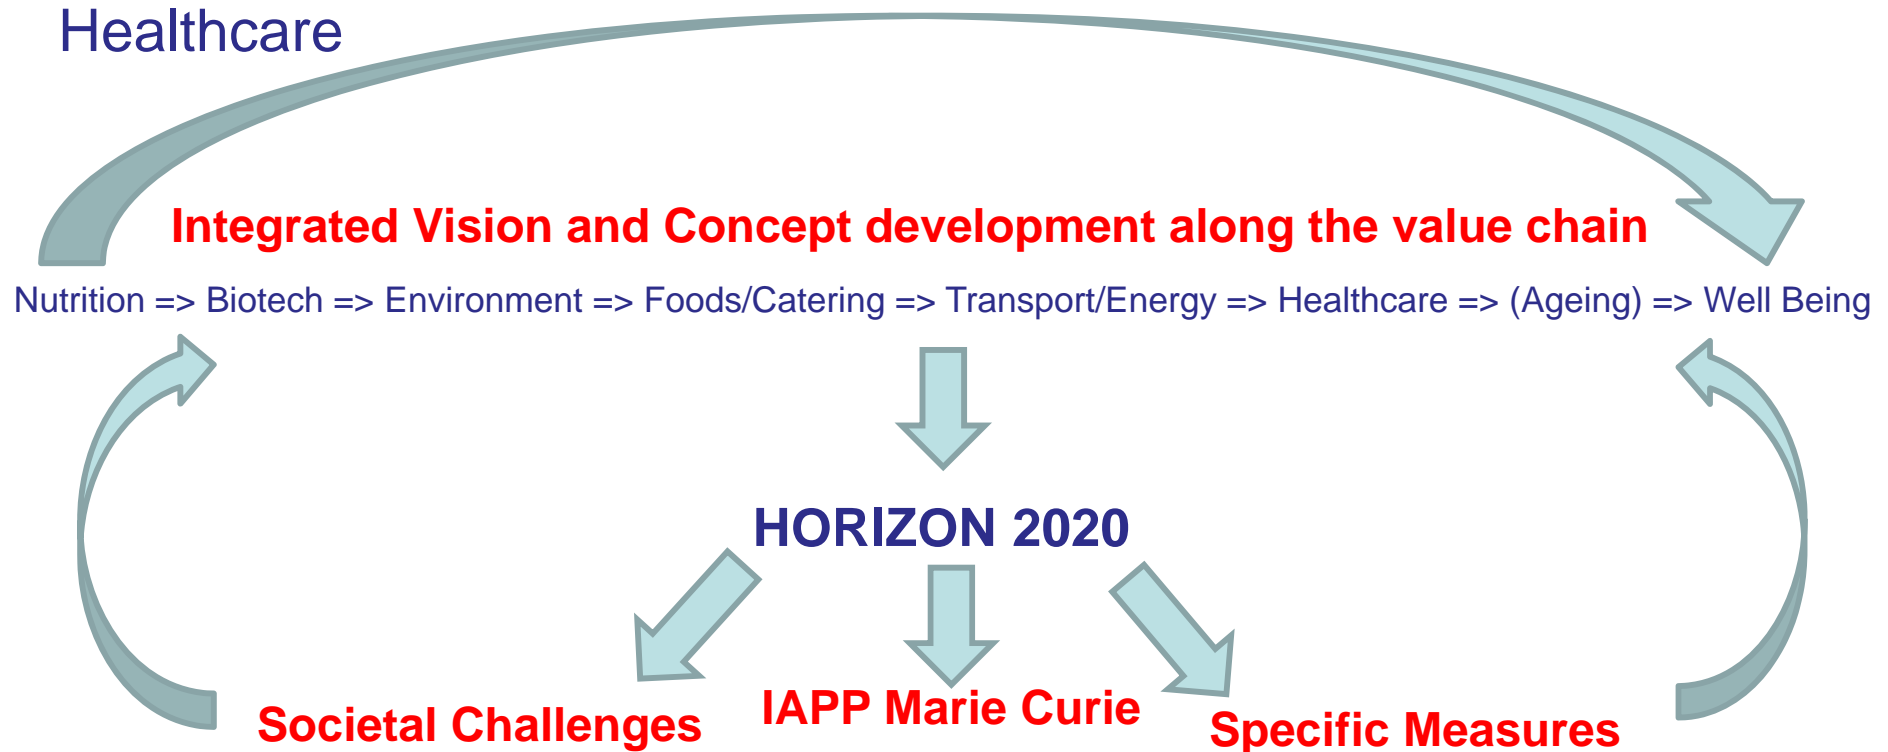 Healthcare
Integrated Vision and Concept development along the value chain
Nutrition => Biotech => Environment => Foods/Catering => Transport/Energy => Healthcare => (Ageing) => Well Being
HORIZON 2020
Societal Challenges
IAPP Marie Curie
Specific Measures